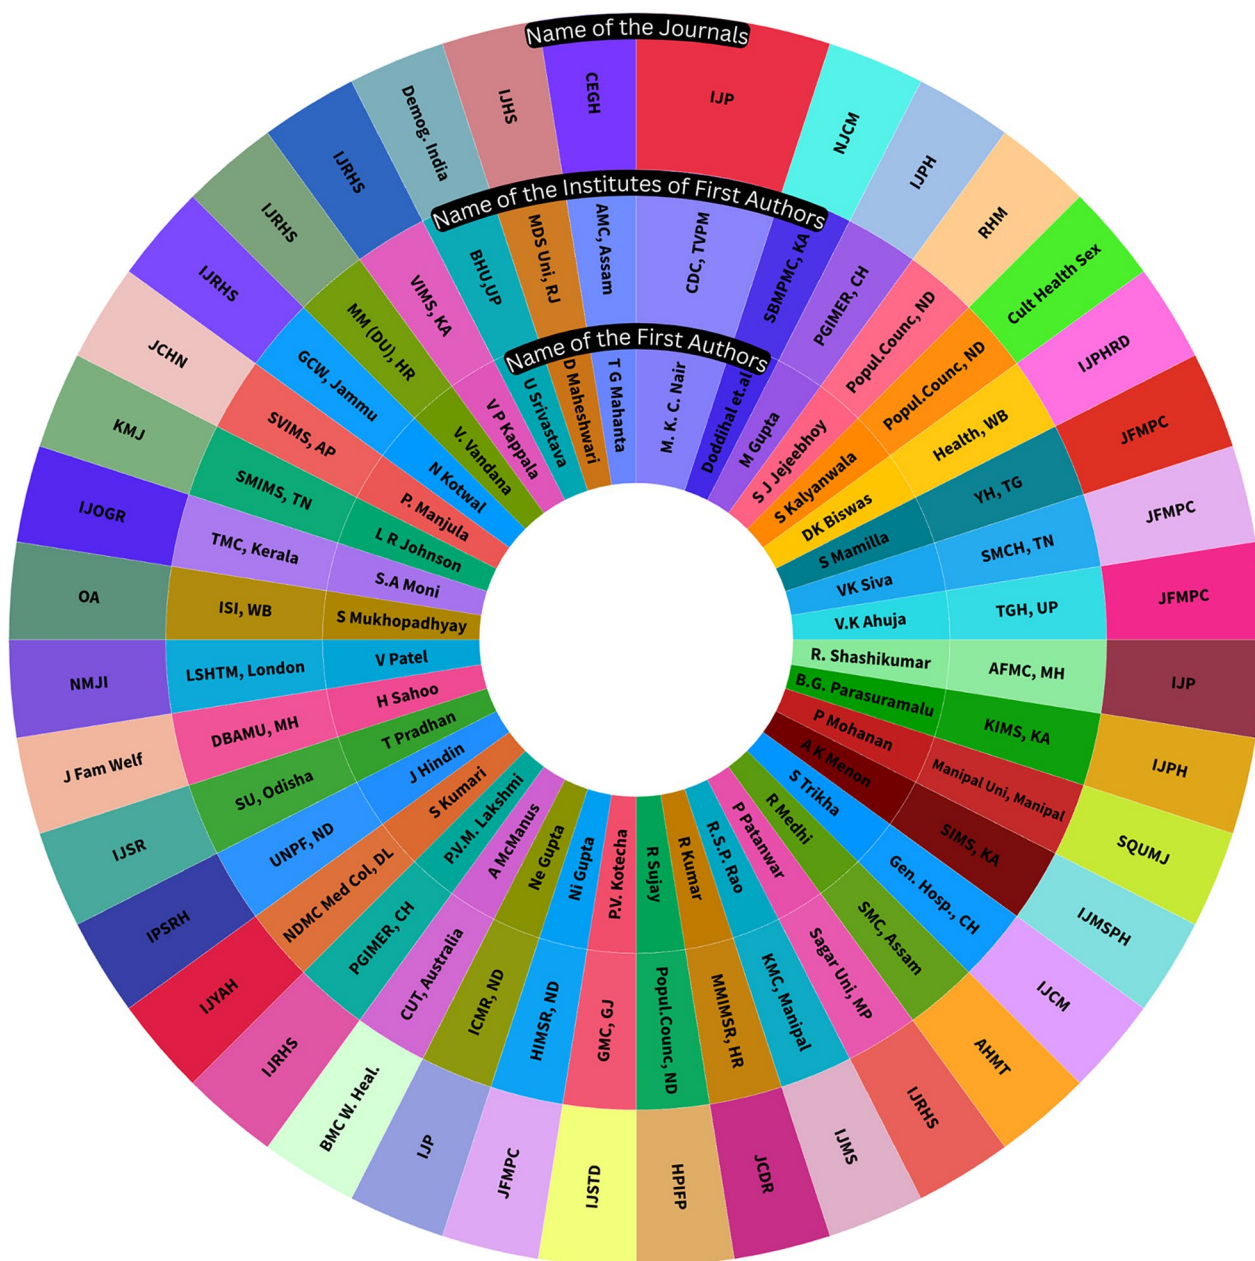 Name of the Journals
IJP
NJCM
IJPH
RHM
Cult Health Sex
IJPHRD
JFMPC
JFMPC
JFMPC
IJP
IJPH
SQUMJ
IJMSPH
IJCM
AHMT
IJRHS
IJMS
JCDR
HPIFP
IJSTD
JFMPC
IJP
BMC W. Heal.
IJRHS
IJYAH
IPSRH
IJSR
J Fam Welf
NMJI
OA
IJOGR
KMJ
JCHN
IJRHS
IJRHS
IJRHS
Demog. India
IJHS
CEGH
Name of the Institutes of First Authors
CDC, TVPM
SBMPMC, KA
PGIMER, CH
Popul.Counc, ND
Popul.Counc, ND
Health, WB
YH, TG
SMCH, TN
TGH, UP
AFMC, MH
KIMS, KA
Manipal Uni, Manipal
SIMS, KA
Gen. Hosp., CH
SMC, Assam
Sagar Uni, MP
KMC, Manipal
MMIMSR, HR
Popul.Counc, ND
GMC, GJ
HIMSR, ND
ICMR, ND
CUT, Australia
PGIMER, CH
NDMC Med Col, DL
UNPF, ND
SU, Odisha
DBAMU, MH
LSHTM, London
ISI, WB
TMC, Kerala
SMIMS, TN
SVIMS, AP
GCW, Jammu
MM (DU), HR
VIMS, KA
BHU,UP
MDS Uni, RJ
AMC, Assam
Name of the First Authors
M. K. C. Nair
Doddihal et.al
M Gupta
S J Jejeebhoy
S Kalyanwala
DK Biswas
S Mamilla
VK Siva
V.K Ahuja
R. Shashikumar
B.G. Parasuramalu
P Mohanan
A K Menon
S Trikha
R Medhi
P Patanwar
R.S.P. Rao
R Kumar
R Sujay
P.V. Kotecha
Ni Gupta
Ne Gupta
A McManus
P.V.M. Lakshmi
S Kumari
J Hindin
T Pradhan
H Sahoo
V Patel
S Mukhopadhyay
S.A Moni
L R Johnson
P. Manjula
N Kotwal
V. Vandana
V P Kappala
U Srivastava
D Maheshwari
T G Mahanta